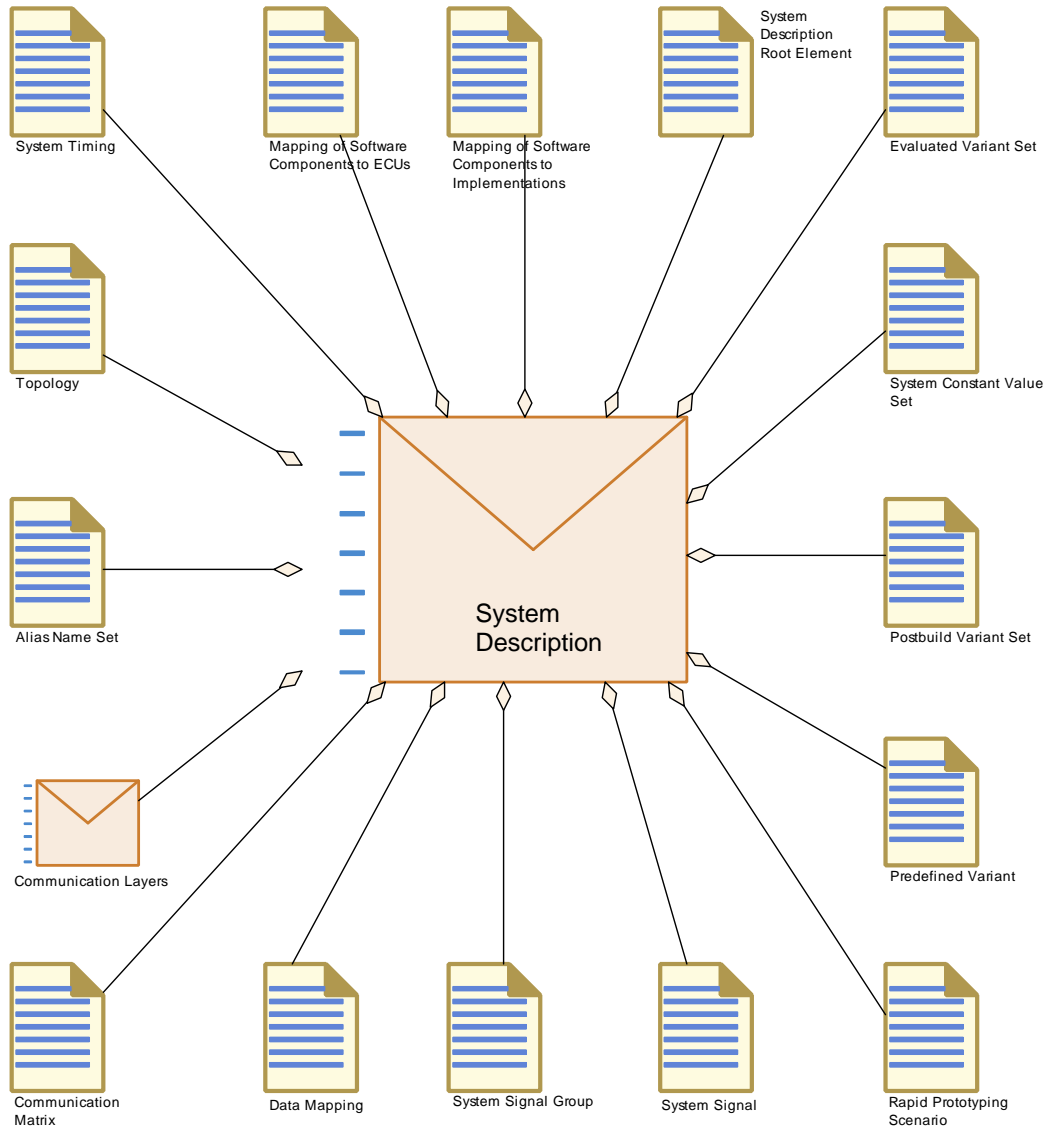 System
Description
Root Element
System Timing
Mapping of Software
Components to ECUs
Mapping of Software
Components to
Implementations
Evaluated Variant Set
Topology
System Constant Value
Set
System
Description
Alias Name Set
Postbuild Variant Set
Communication Layers
Predefined Variant
Communication
Matrix
Data Mapping
System Signal Group
System Signal
Rapid Prototyping
Scenario